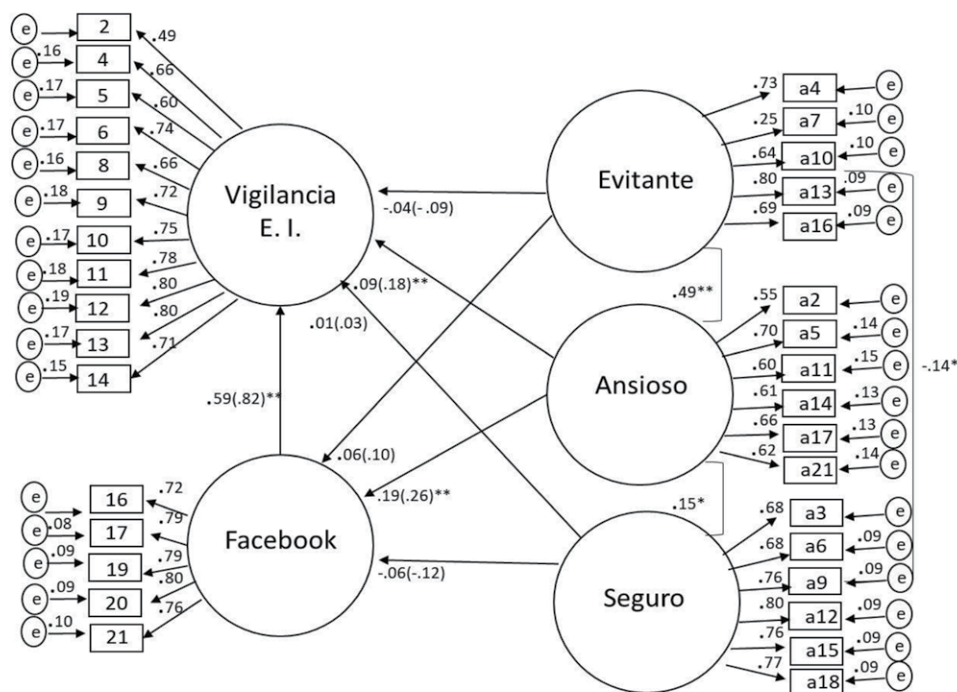 e 2 .49
e .16 4 .66
e .17 5 .60
e .17 6 .74
e .16 8 .66
e .18 9 .72
e .17 10 .75
e .18 11 .78
e .19 12 .80
e .17 13 .80
e .15 14 .71
Vigilancia
E. I.
Evitante
.73 a4 e
.25 a7 .10 e
.64 a10 .10 e
.80 a13 .09 e
.69 a16 .09 e
-.04(-.09)
.09(.18)**
.01(.03)
.49**
.59(.82)**
.06(.10)
.19(.26)**
Ansioso
.55 a2 e
.70 a5 .14 e
.60 a11 .15 e
.61 a14 .13 e
.66 a17 .13 e
.62 a21 .14 e
-.14*
.15*
e 16 .72
e .08 17 .79
e .09 19 .79
e .09 20 .80
e .10 21 .76
Facebook
-.06(-.12)
Seguro
.68 a3 e
.68 a6 .09 e
.76 a9 .09 e
.80 a12 .09 e
.76 a15 .09 e
.77 a18 .09 e